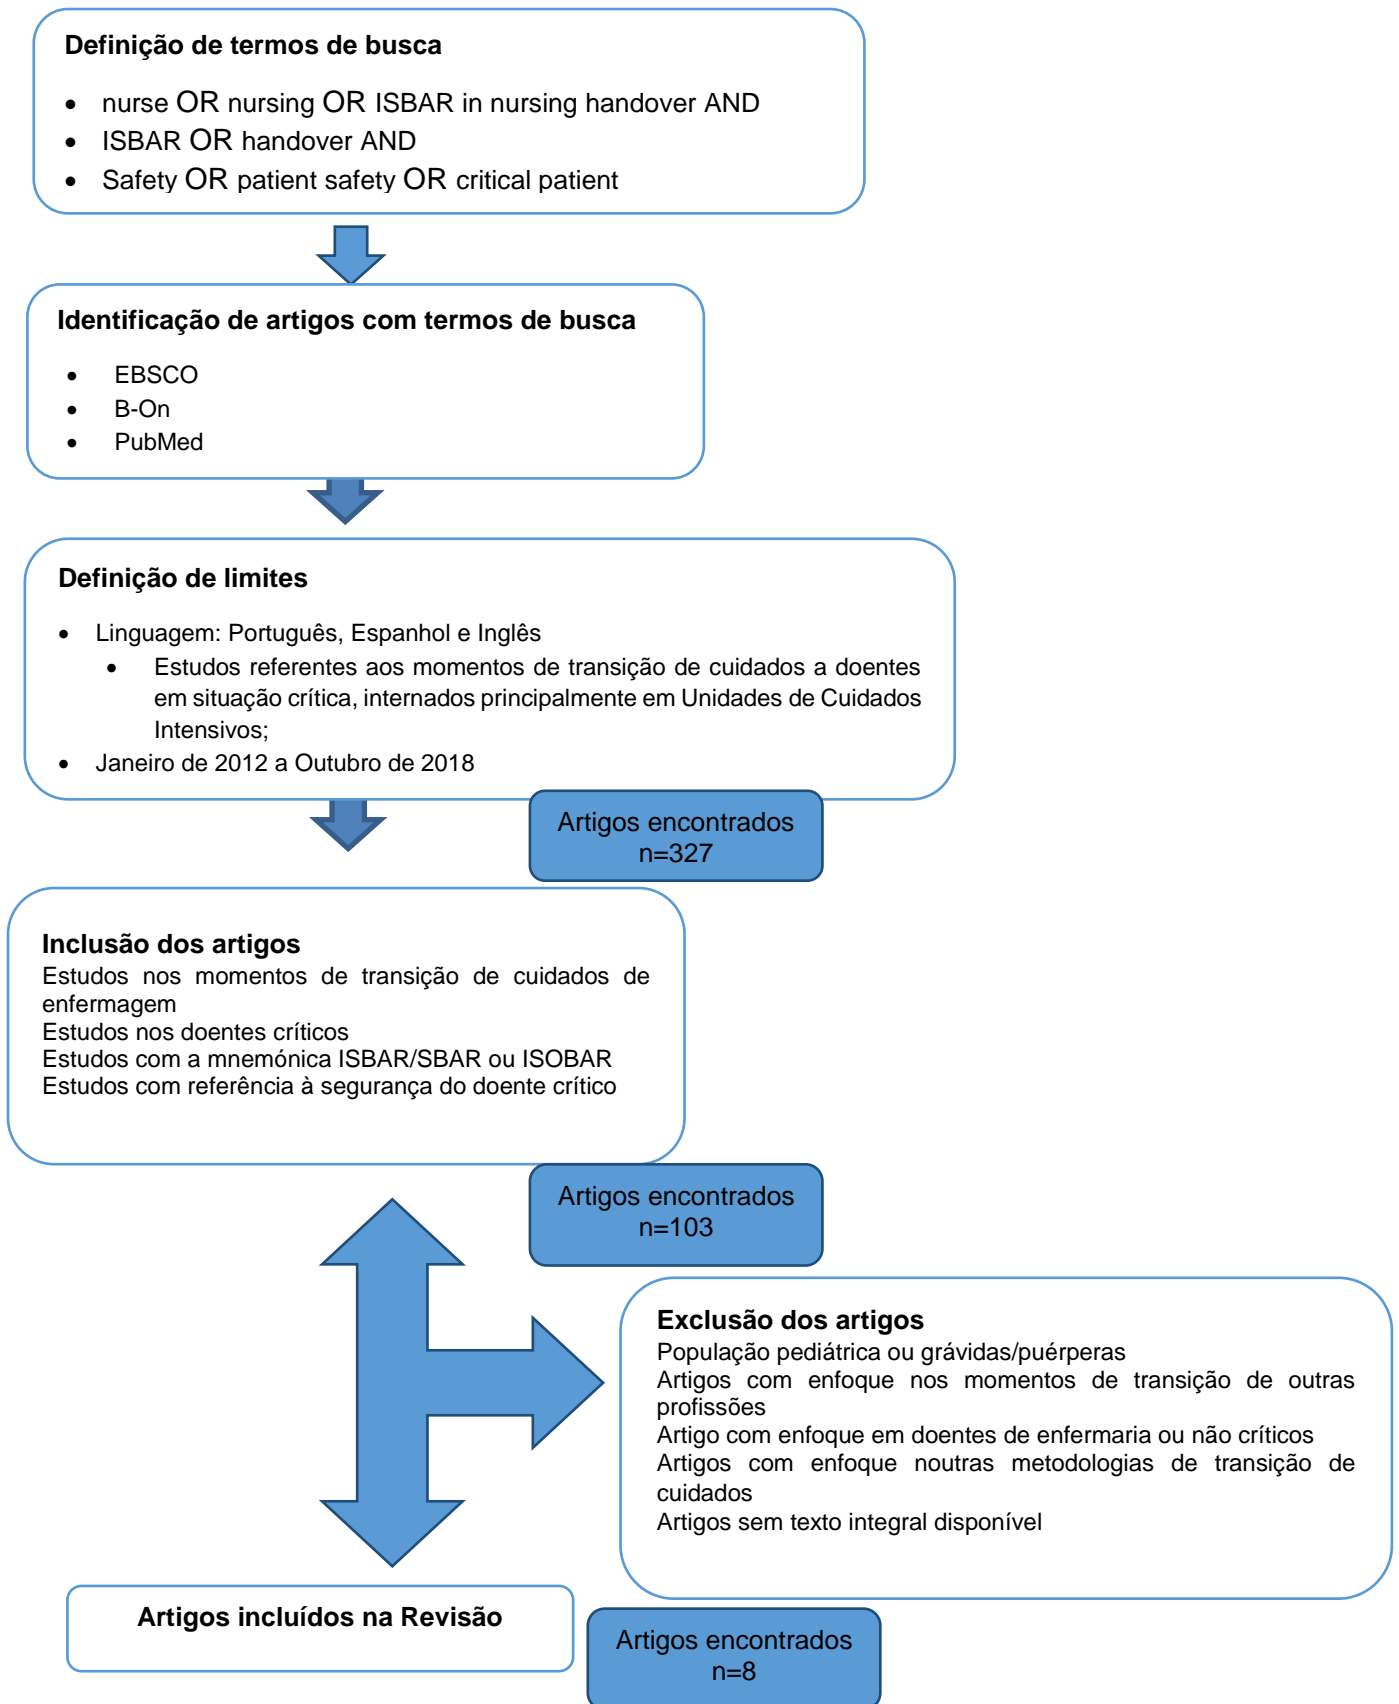 Definição de termos de busca
• nurse OR nursing OR ISBAR in nursing handover AND
• ISBAR OR handover AND
• Safety OR patient safety OR critical patient
Identificação de artigos com termos de busca
• EBSCO
• B-On
• PubMed
Definição de limites
• Linguagem: Português, Espanhol e Inglês
• Estudos referentes aos momentos de transição de cuidados a doentes
em situação crítica, internados principalmente em Unidades de Cuidados
Intensivos;
• Janeiro de 2012 a Outubro de 2018
Artigos encontrados
n=327
Inclusão dos artigos
Estudos nos momentos de transição de cuidados de
enfermagem
Estudos nos doentes críticos
Estudos com a mnemónica ISBAR/SBAR ou ISOBAR
Estudos com referência à segurança do doente crítico
Artigos encontrados
n=103
Exclusão dos artigos
População pediátrica ou grávidas/puérperas
Artigos com enfoque nos momentos de transição de outras
profissões
Artigo com enfoque em doentes de enfermaria ou não críticos
Artigos com enfoque noutras metodologias de transição de
cuidados
Artigos sem texto integral disponível
Artigos incluídos na Revisão
Artigos encontrados
n=8